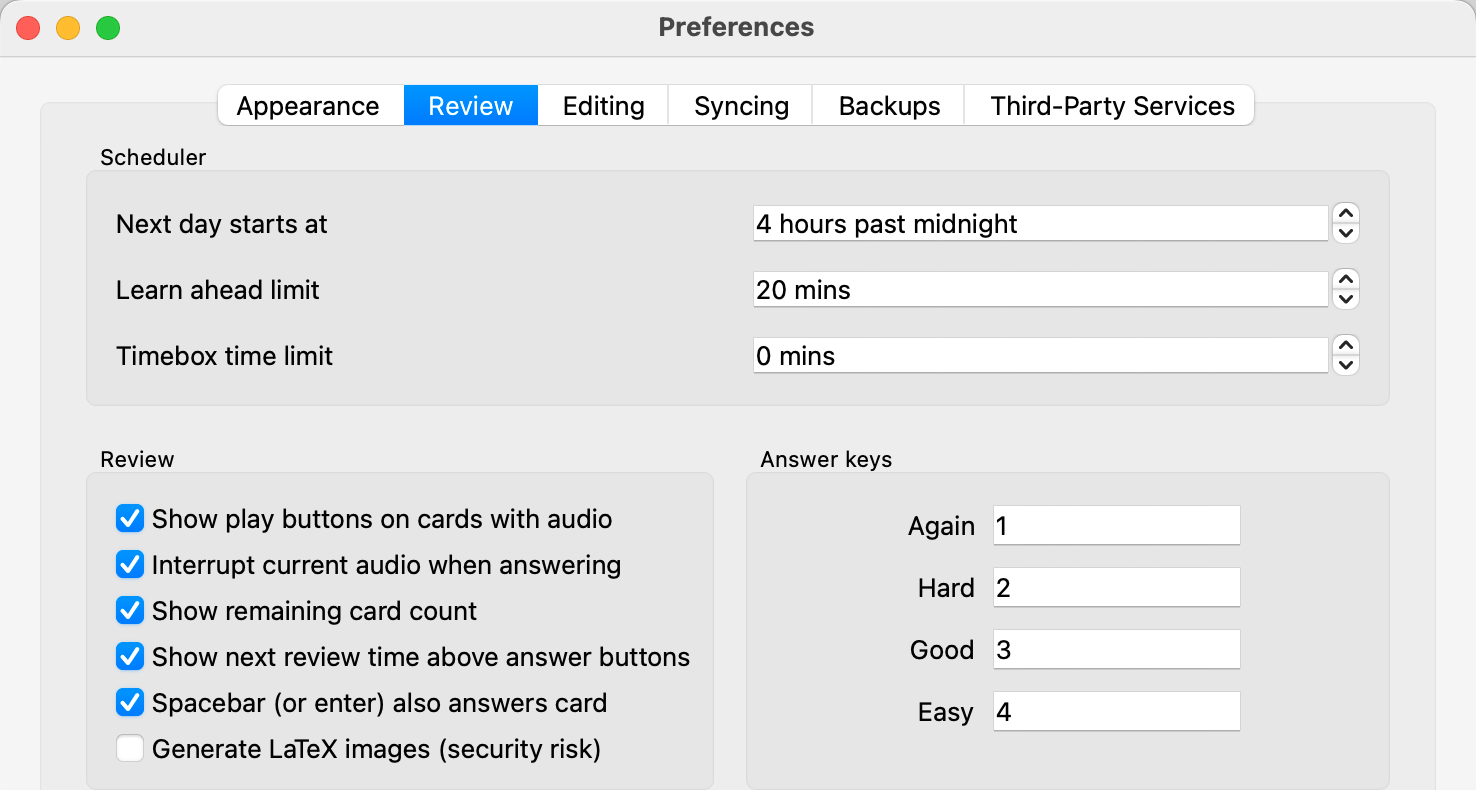 Preferences
Appearance Review Editing Syncing Backups Third-Party Services
Scheduler
Next day starts at 4 hours past midnight
Learn ahead limit 20 mins
Timebox time limit 0 mins
Review
Show play buttons on cards with audio
Interrupt current audio when answering
Show remaining card count
Show next review time above answer buttons
Spacebar (or enter) also answers card
Generate LaTeX images (security risk)
Answer keys
Again 1
Hard 2
Good 3
Easy 4